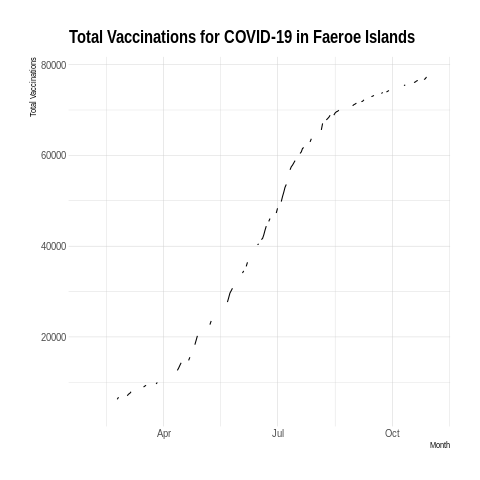 Total Vaccinations for COVID-19 in Faeroe Islands
Total Vaccinations
80000
60000
40000
20000
Apr Jul Oct
Month